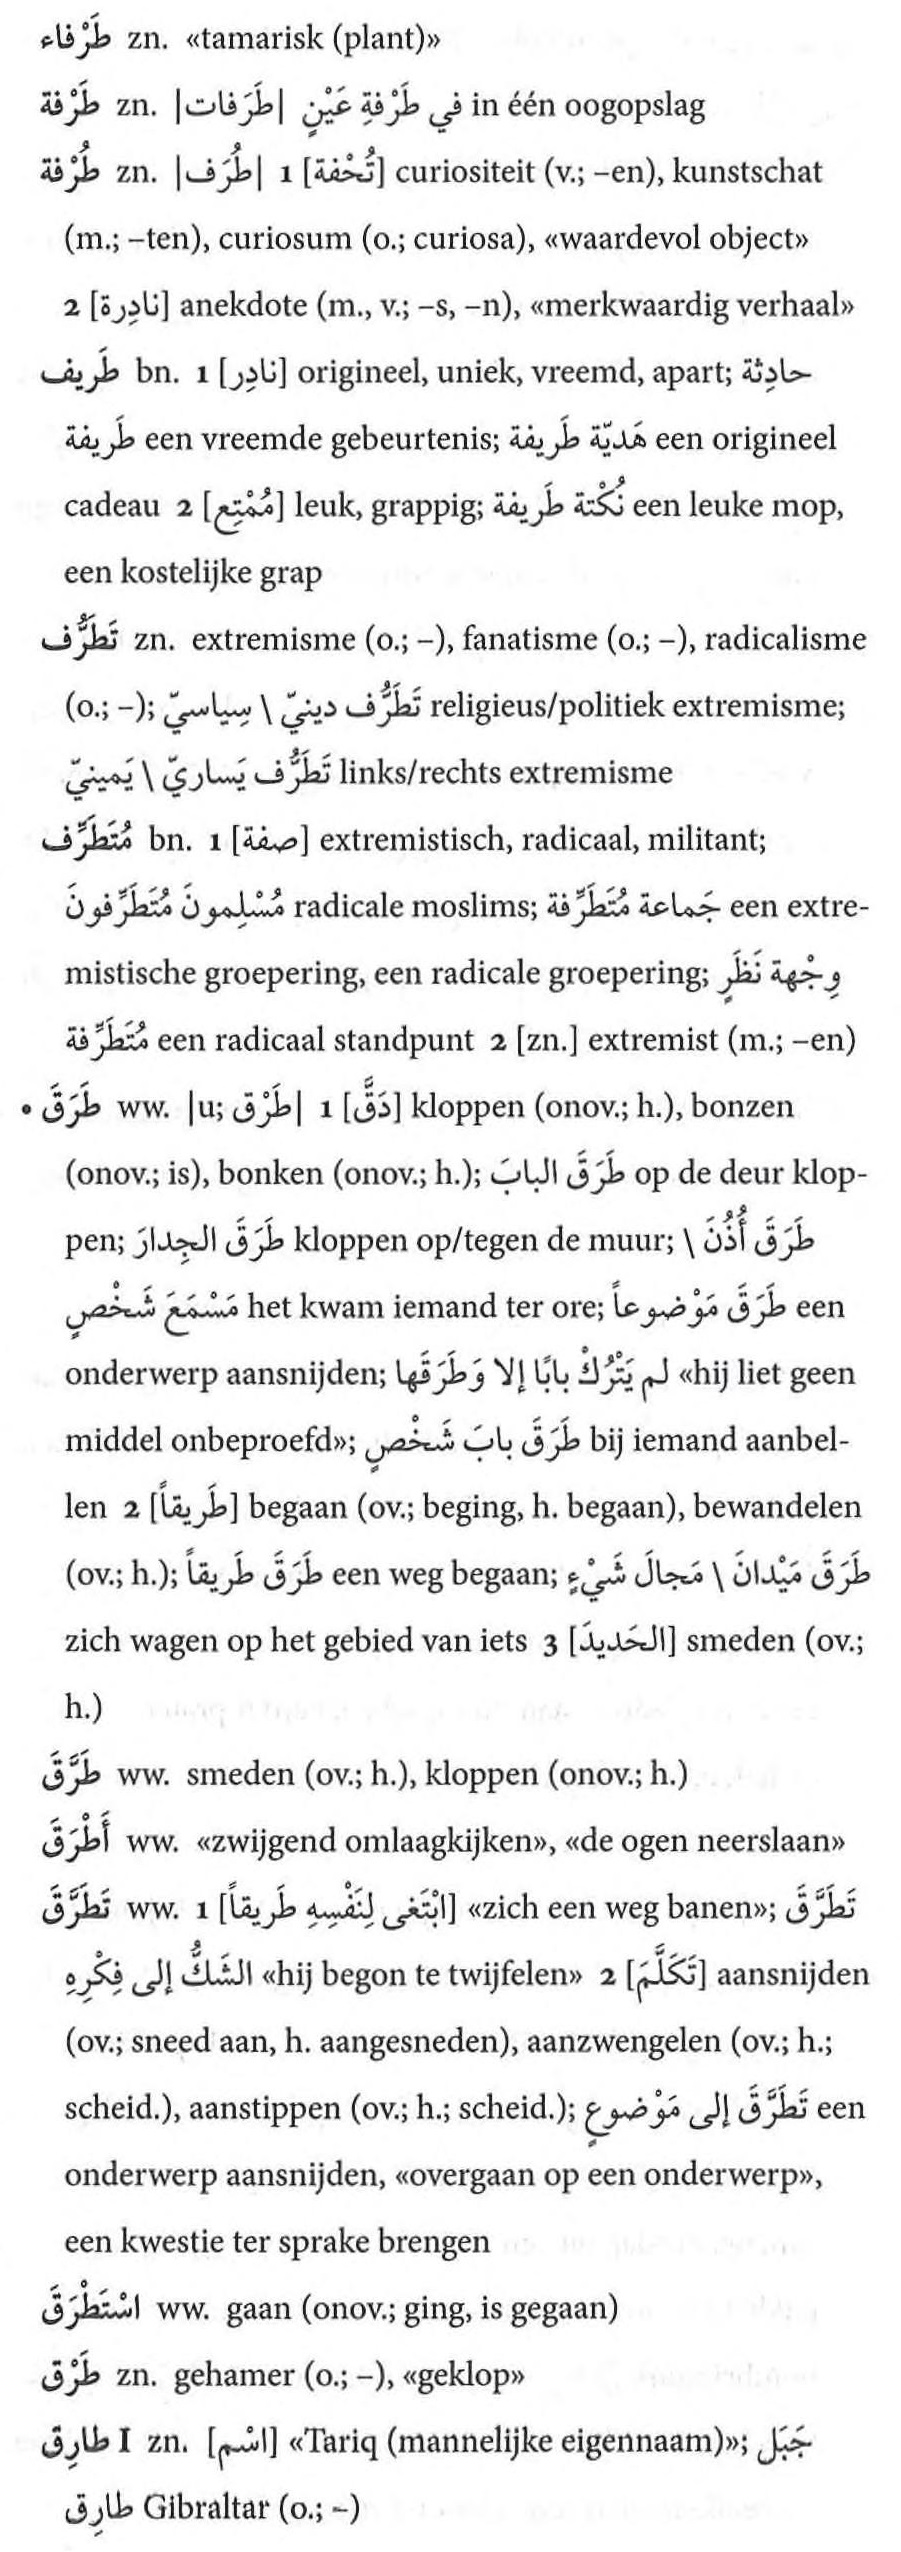 طَرْفاء zn. «tamarisk (plant)»
طَرْفة zn. |طَرَفات| في طَرْفةِ عَيْنٍ in één oogopslag
طُرْفة zn. |طُرَف| 1 [تُحْفة] curiositeit (v.; –en), kunstschat
(m.; –ten), curiosum (o.; curiosa), «waardevol object»
2 [نادِرة] anekdote (m., v.; –s, –n), «merkwaardig verhaal»
طَريف bn. 1 [نادِر] origineel, uniek, vreemd, apart; حادِثة
طَريفة een vreemde gebeurtenis; هَديّة طَريفة een origineel
cadeau 2 [مُمْتِع] leuk, grappig; نُكْتة طَريفة een leuke mop,
een kostelijke grap
تَطَرُّف zn. extremisme (o.; –), fanatisme (o.; –), radicalisme
(o.; –); تَطَرُّف دينيّ \ سِياسيّ religieus/politiek extremisme;
تَطَرُّف يَساريّ \ يَمينيّ links/rechts extremisme
مُتَطَرِّف bn. 1 [صفة] extremistisch, radicaal, militant;
مُسْلِمونَ مُتَطَرِّفونَ radicale moslims; جَماعة مُتَطَرِّفة een extre-
mistische groepering, een radicale groepering; وِجْهة نَظَرٍ
مُتَطَرِّفة een radicaal standpunt 2 [zn.] extremist (m.; –en)
• طَرَقَ ww. |u; طَرْق| 1 [دَقَّ] kloppen (onov.; h.), bonzen
(onov.; is), bonken (onov.; h.); طَرَقَ البابَ op de deur klop-
pen; طَرَقَ الجِدارَ kloppen op/tegen de muur; طَرَقَ أُذُنَ \
مَسْمَعَ شَخْصٍ het kwam iemand ter ore; طَرَقَ مَوْضوعاً een
onderwerp aansnijden; لم يَتْرُكْ بابًا إلا وَطَرَقَها «hij liet geen
middel onbeproefd»; طَرَقَ بابَ شَخْصٍ bij iemand aanbel-
len 2 [طَريقاً] begaan (ov.; beging, h. begaan), bewandelen
(ov.; h.); طَرَقَ طَريقاً een weg begaan; طَرَقَ مَيْدانَ \ مَجالَ شَيْءٍ
zich wagen op het gebied van iets 3 [الحَديدَ] smeden (ov.;
h.)
طَرَّقَ ww. smeden (ov.; h.), kloppen (onov.; h.)
أَطْرَقَ ww. «zwijgend omlaagkijken», «de ogen neerslaan»
تَطَرَّقَ ww. 1 [ابْتَغى لِنَفْسِهِ طَريقاً] «zich een weg banen»; تَطَرَّقَ
الشَكُّ إلى فِكْرِهِ «hij begon te twijfelen» 2 [تَكَلَّمَ] aansnijden
(ov.; sneed aan, h. aangesneden), aanzwengelen (ov.; h.;
scheid.), aanstippen (ov.; h.; scheid.); تَطَرَّقَ إلى مَوْضوعٍ een
onderwerp aansnijden, «overgaan op een onderwerp»,
een kwestie ter sprake brengen
اسْتَطْرَقَ ww. gaan (onov.; ging, is gegaan)
طَرْق zn. gehamer (o.; –), «geklop»
طارِق I zn. [اسْم] «Tariq (mannelijke eigennaam)»; جَبَل
طارِق Gibraltar (o.; –)